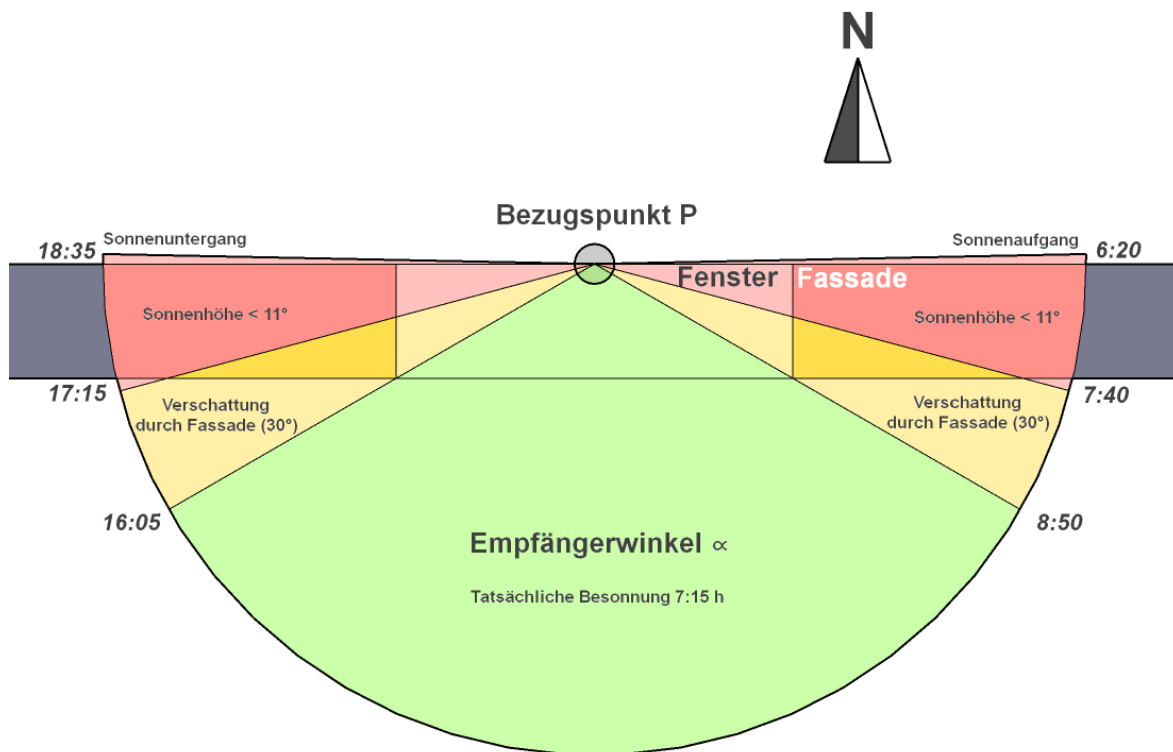 N
Bezugspunkt P
Sonnenuntergang
Sonnenaufgang
18:35
6:20
Fenster
Fassade
Sonnenhöhe < 11°
Sonnenhöhe < 11°
17:15
7:40
Verschattung
durch Fassade (30°)
Verschattung
durch Fassade (30°)
16:05
8:50
Empfängerwinkel ∝
Tatsächliche Besonnung 7:15 h